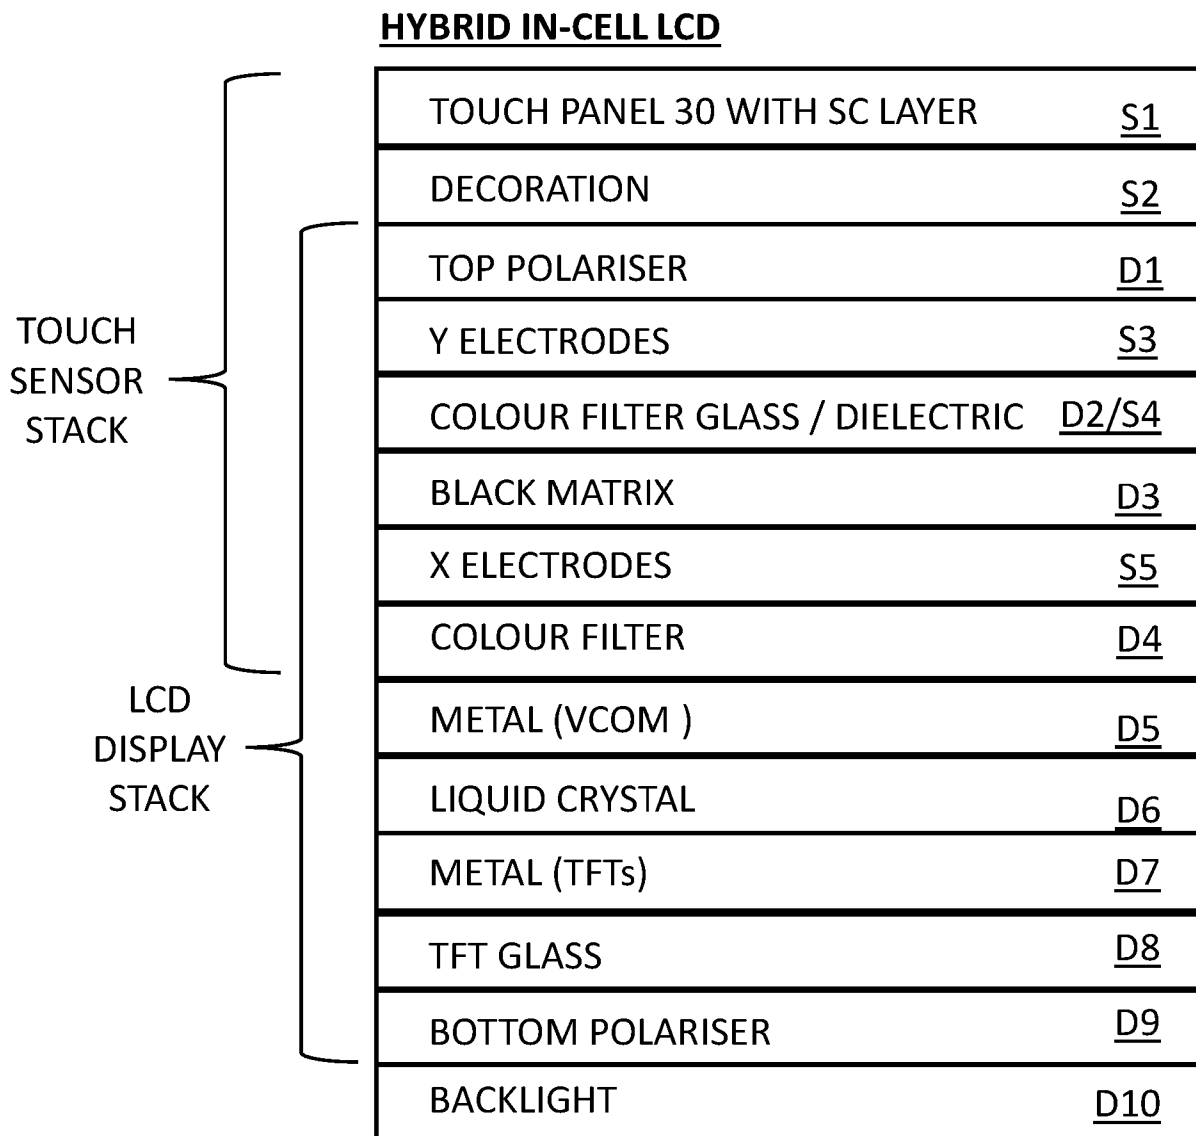 HYBRID IN-CELL LCD
TOUCH PANEL 30 WITH SC LAYER S1
DECORATION S2
TOP POLARISER D1
Y ELECTRODES S3
COLOUR FILTER GLASS / DIELECTRIC D2/S4
BLACK MATRIX D3
X ELECTRODES S5
COLOUR FILTER D4
METAL (VCOM ) D5
LIQUID CRYSTAL D6
METAL (TFTs) D7
TFT GLASS D8
BOTTOM POLARISER D9
BACKLIGHT D10
TOUCH
SENSOR
STACK
LCD
DISPLAY
STACK